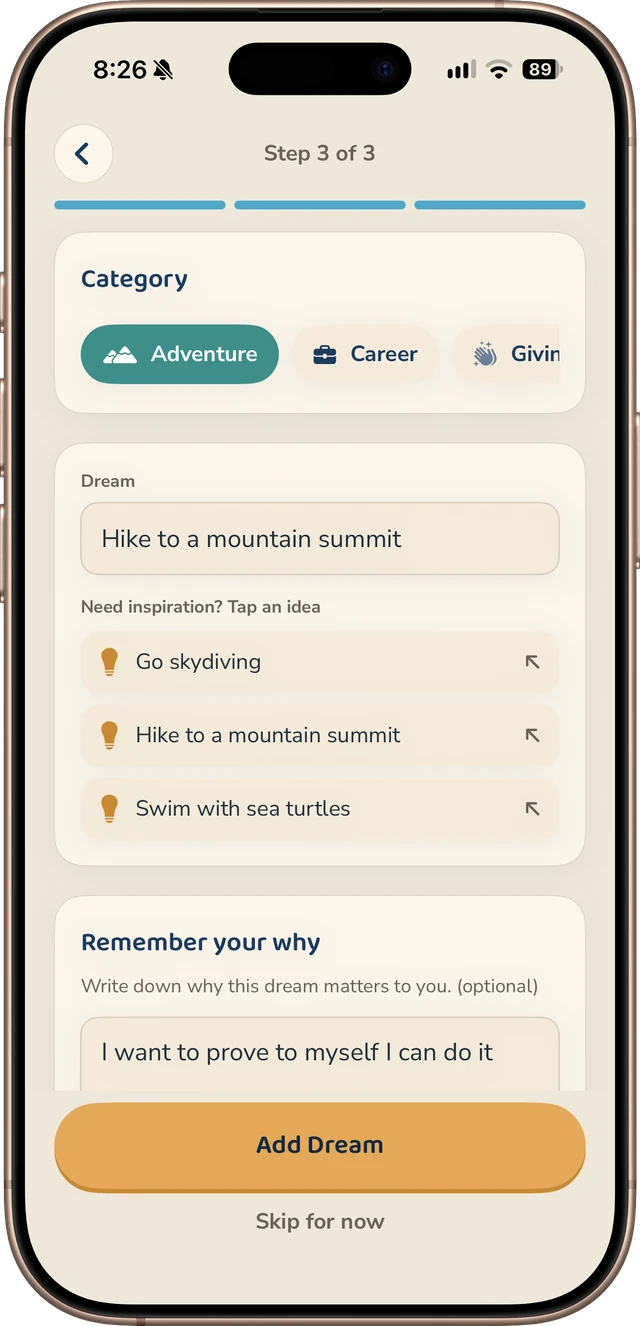 8:26
89
Step 3 of 3
Category
Adventure
Career
Givin
Dream
Hike to a mountain summit
Need inspiration? Tap an idea
Go skydiving
Hike to a mountain summit
Swim with sea turtles
Remember your why
Write down why this dream matters to you. (optional)
I want to prove to myself I can do it
Add Dream
Skip for now